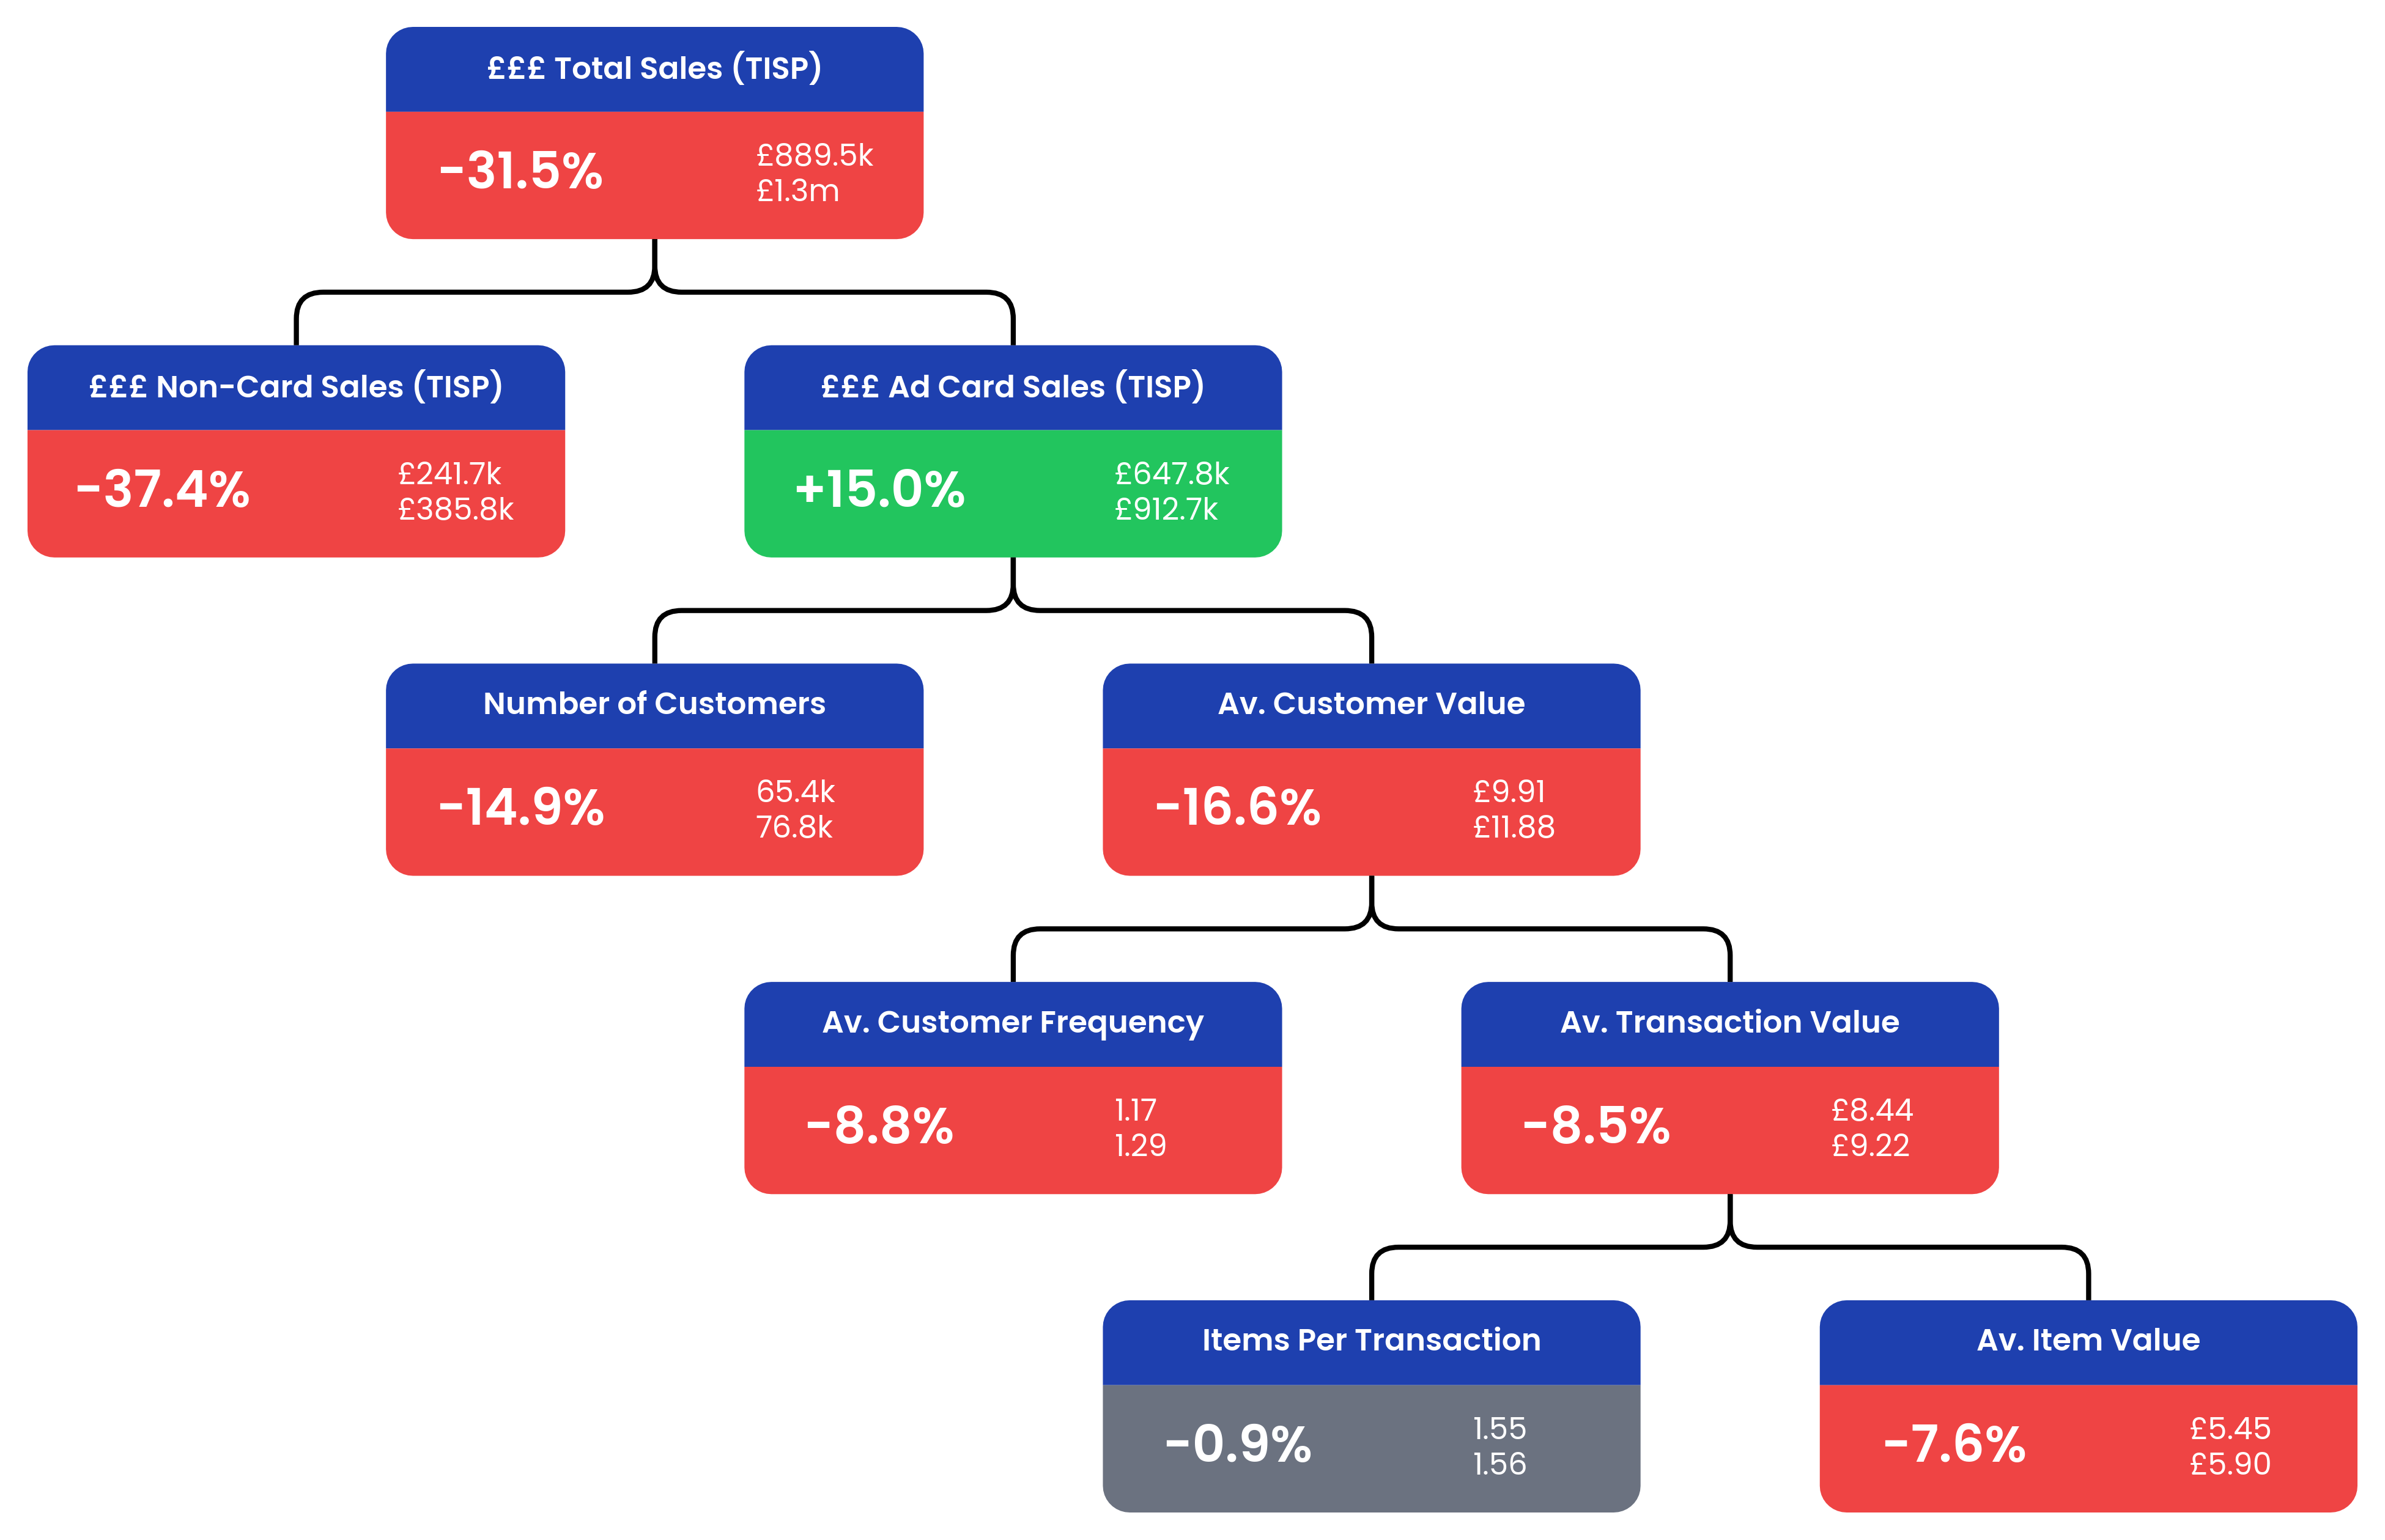 £££ Total Sales (TISP)
-31.5%
£889.5k
£1.3m
£££ Non-Card Sales (TISP)
-37.4%
£241.7k
£385.8k
£££ Ad Card Sales (TISP)
+15.0%
£647.8k
£912.7k
Number of Customers
-14.9%
65.4k
76.8k
Av. Customer Value
-16.6%
£9.91
£11.88
Av. Customer Frequency
-8.8%
1.17
1.29
Av. Transaction Value
-8.5%
£8.44
£9.22
Items Per Transaction
-0.9%
1.55
1.56
Av. Item Value
-7.6%
£5.45
£5.90